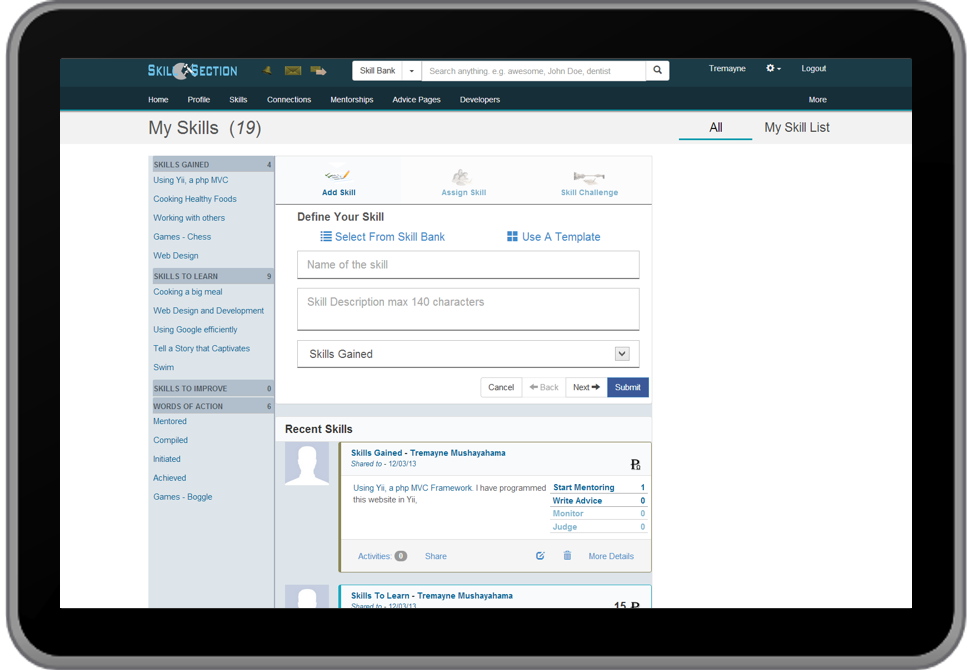 SKILL SECTION
Skill Bank
Search anything. e.g. awesome, John Doe, dentist
Tremayne
Logout
Home Profile Skills Connections Mentorships Advice Pages Developers More
My Skills (19)
All My Skill List
SKILLS GAINED 4
Using Yii, a php MVC
Cooking Healthy Foods
Working with others
Games - Chess
Web Design
SKILLS TO LEARN 9
Cooking a big meal
Web Design and Development
Using Google efficiently
Tell a Story that Captivates
Swim
SKILLS TO IMPROVE 0
WORDS OF ACTION 6
Mentored
Compiled
Initiated
Achieved
Games - Boggle
Add Skill Assign Skill Skill Challenge
Define Your Skill
Select From Skill Bank Use A Template
Name of the skill
Skill Description max 140 characters
Skills Gained
Cancel Back Next Submit
Recent Skills
Skills Gained - Tremayne Mushayahama
Shared to - 12/03/13
Using Yii, a php MVC Framework. I have programmed
this website in Yii,
Start Mentoring 1
Write Advice 0
Monitor 0
Judge 0
Activities: 0 Share More Details
Skills To Learn - Tremayne Mushayahama
Shared to - 12/03/13
15